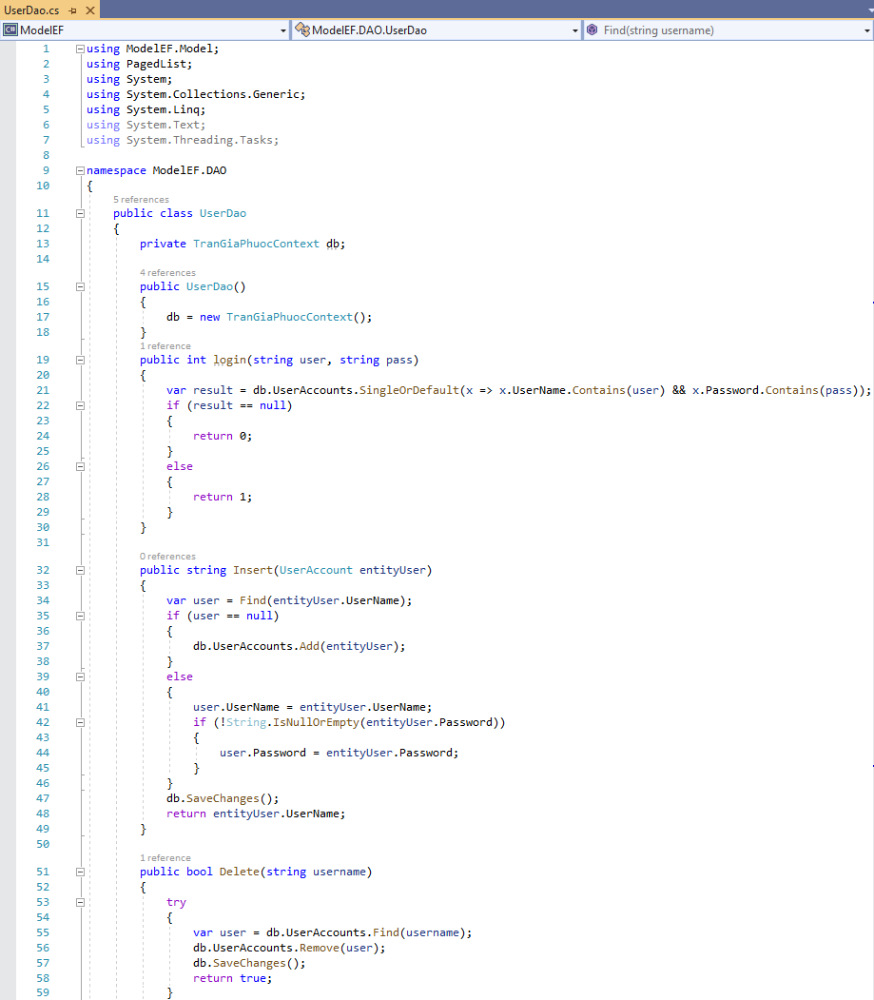 UserDao.cs
ModelEF ModelEF.DAO.UserDao Find(string username)
1 using ModelEF.Model;
2 using PagedList;
3 using System;
4 using System.Collections.Generic;
5 using System.Linq;
6 using System.Text;
7 using System.Threading.Tasks;
8
9 namespace ModelEF.DAO
10 {
5 references
11 public class UserDao
12 {
13 private TranGiaPhuocContext db;
14
4 references
15 public UserDao()
16 {
17 db = new TranGiaPhuocContext();
18 }
1 reference
19 public int login(string user, string pass)
20 {
21 var result = db.UserAccounts.SingleOrDefault(x => x.UserName.Contains(user) && x.Password.Contains(pass));
22 if (result == null)
23 {
24 return 0;
25 }
26 else
27 {
28 return 1;
29 }
30 }
31
0 references
32 public string Insert(UserAccount entityUser)
33 {
34 var user = Find(entityUser.UserName);
35 if (user == null)
36 {
37 db.UserAccounts.Add(entityUser);
38 }
39 else
40 {
41 user.UserName = entityUser.UserName;
42 if (!String.IsNullOrEmpty(entityUser.Password))
43 {
44 user.Password = entityUser.Password;
45 }
46 }
47 db.SaveChanges();
48 return entityUser.UserName;
49 }
50
1 reference
51 public bool Delete(string username)
52 {
53 try
54 {
55 var user = db.UserAccounts.Find(username);
56 db.UserAccounts.Remove(user);
57 db.SaveChanges();
58 return true;
59 }